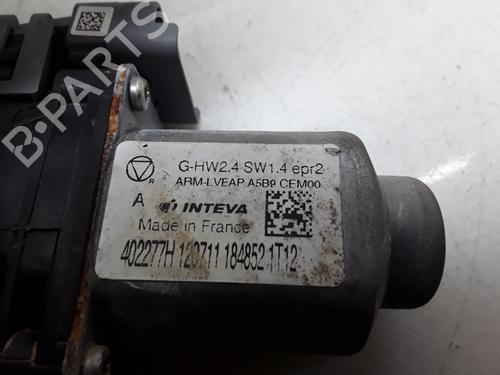 B-PARTS
G-HW2.4 SW1.4 epr2
R
ARM-LVEAP A5B9 CEM00
A
INTEVA
Made in France
402277H 120711 184852 1T12